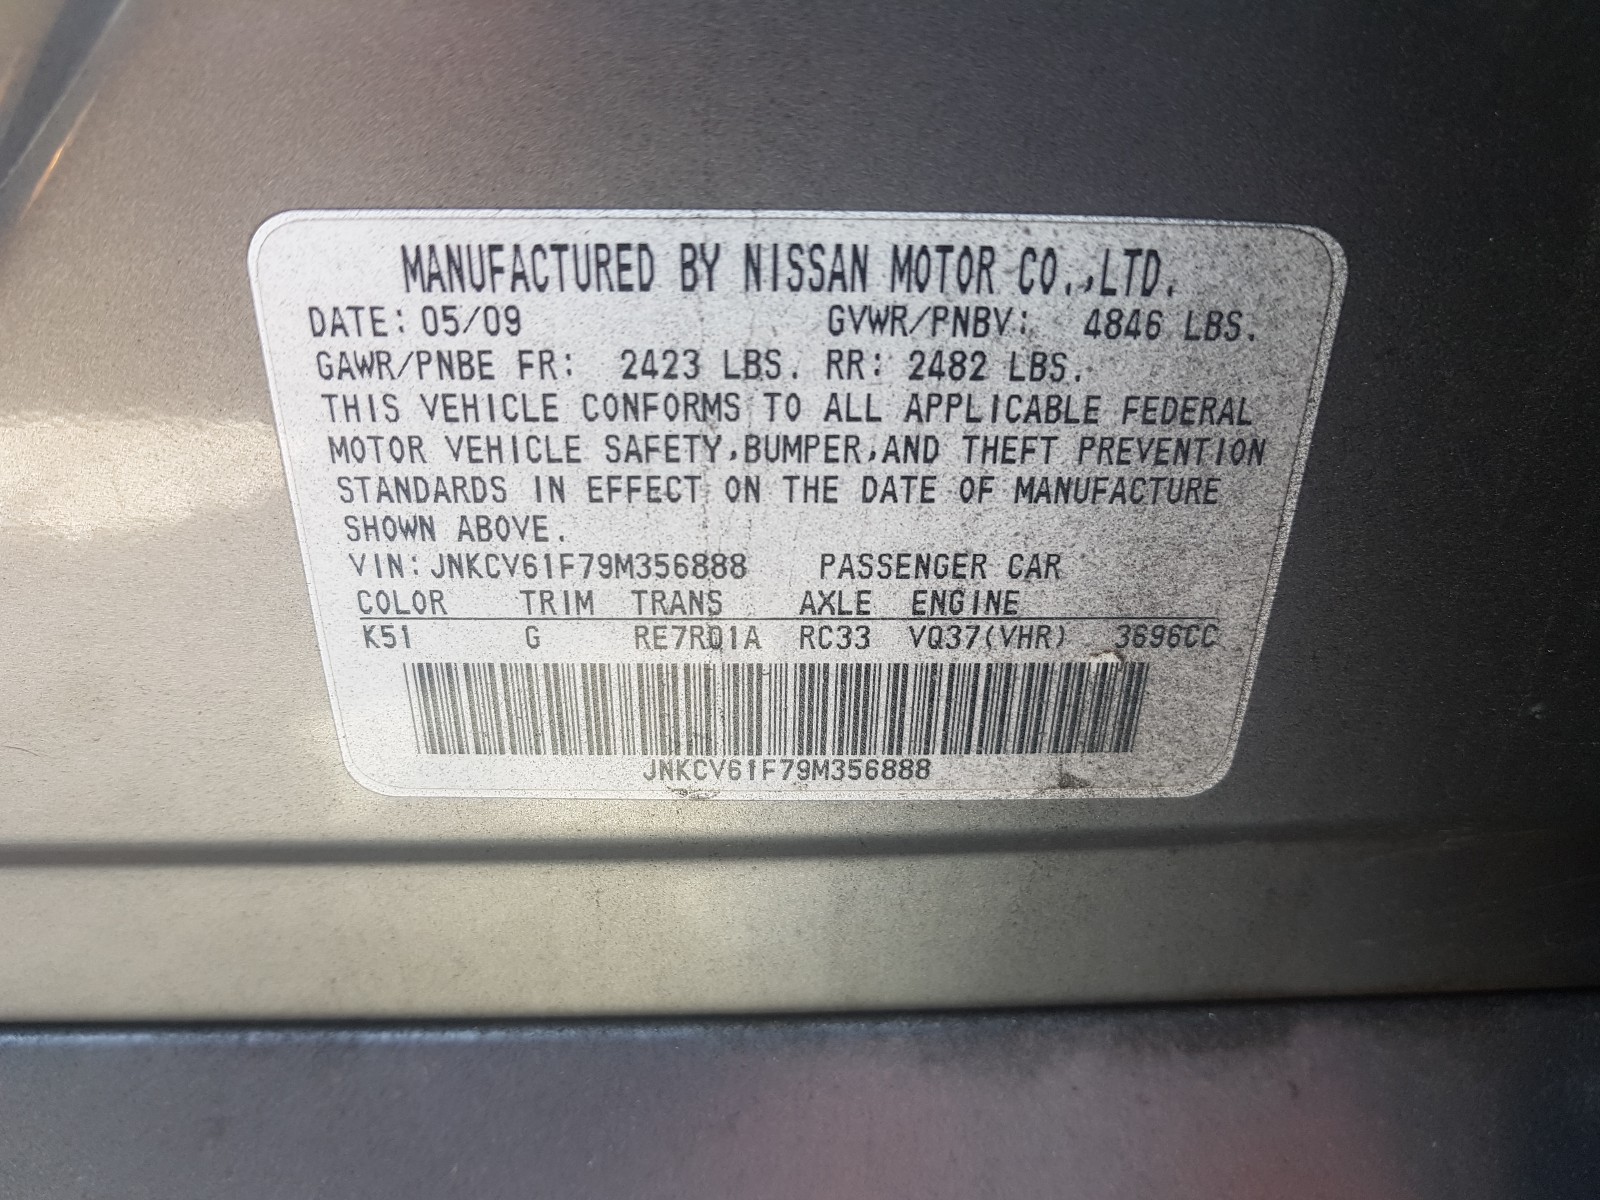 MANUFACTURED BY NISSAN MOTOR CO.,LTD.
DATE: 05/09 GVWR/PNBV: 4846 LBS.
GAWR/PNBE FR: 2423 LBS. RR: 2482 LBS.
THIS VEHICLE CONFORMS TO ALL APPLICABLE FEDERAL
MOTOR VEHICLE SAFETY,BUMPER,AND THEFT PREVENTION
STANDARDS IN EFFECT ON THE DATE OF MANUFACTURE
SHOWN ABOVE.
VIN: JNKCV61F79M356888 PASSENGER CAR
COLOR TRIM TRANS AXLE ENGINE
K51 G RE7R01A RC33 VQ37(VHR) 3696CC
JNKCV61F79M356888